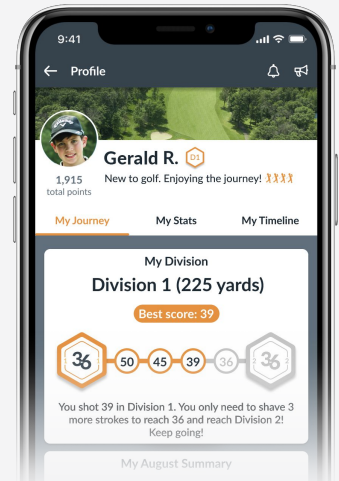 9:41
Profile
Gerald R. D1
1,915
total points
New to golf. Enjoying the journey!
My Journey
My Stats
My Timeline
My Division
Division 1 (225 yards)
Best score: 39
36 50 45 39 36 36
You shot 39 in Division 1. You only need to shave 3
more strokes to reach 36 and reach Division 2!
Keep going!
My August Summary